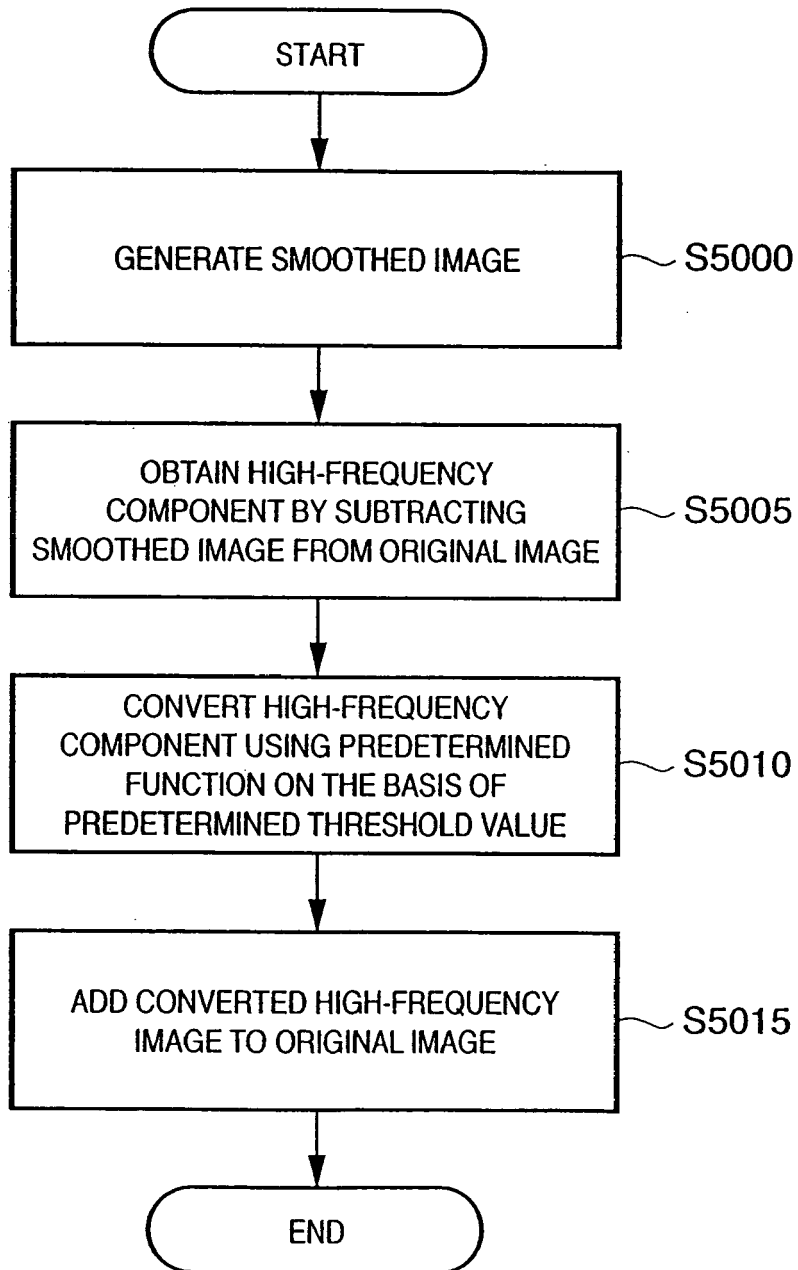 START
GENERATE SMOOTHED IMAGE
S5000
OBTAIN HIGH-FREQUENCY
COMPONENT BY SUBTRACTING
SMOOTHED IMAGE FROM ORIGINAL IMAGE
S5005
CONVERT HIGH-FREQUENCY
COMPONENT USING PREDETERMINED
FUNCTION ON THE BASIS OF
PREDETERMINED THRESHOLD VALUE
S5010
ADD CONVERTED HIGH-FREQUENCY
IMAGE TO ORIGINAL IMAGE
S5015
END